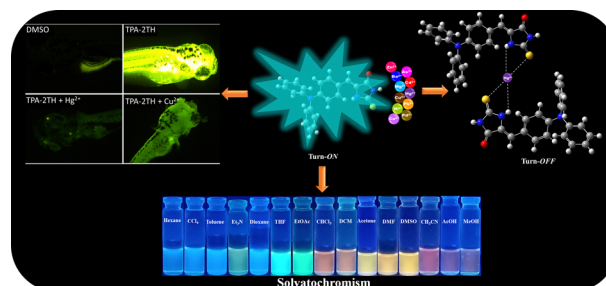 DMSO
TPA-2TH
TPA-2TH + Hg²⁺
TPA-2TH + Cu²⁺
Turn-ON
Turn-OFF
Hexane
CCl₄
Toluene
Et₃N
Dioxane
THF
EtOAc
CHCl₃
DCM
Acetone
DMF
DMSO
CH₃CN
AcOH
MeOH
Solvatochromism